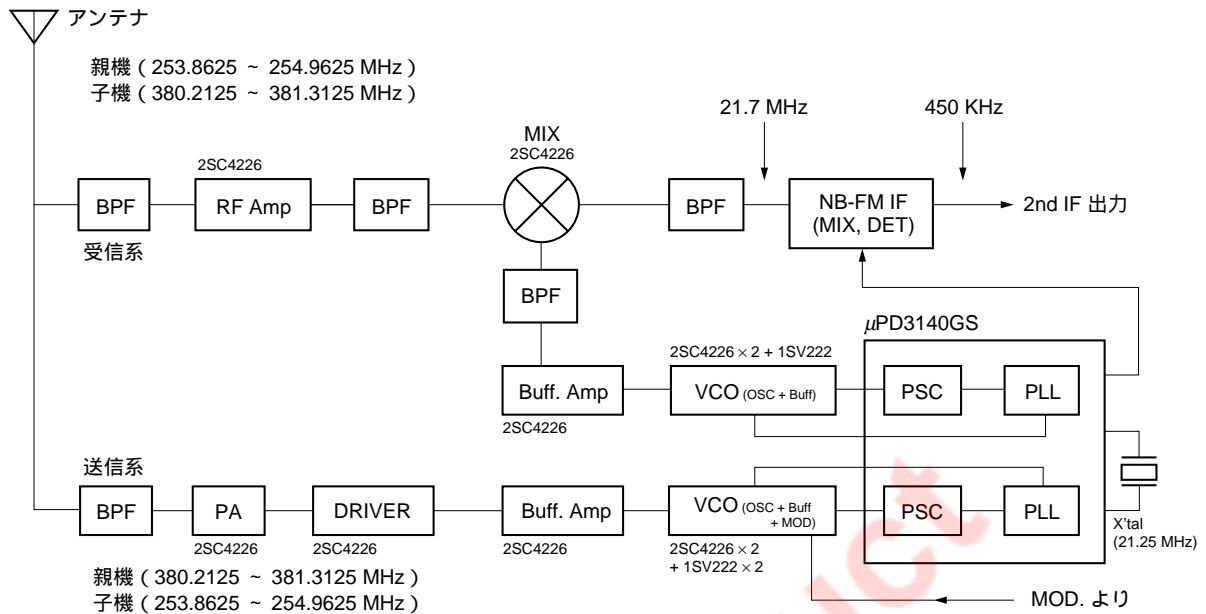 アンテナ
親機 ( 253.8625 ~ 254.9625 MHz )
子機 ( 380.2125 ~ 381.3125 MHz )
21.7 MHz
450 KHz
MIX
2SC4226
2SC4226
BPF
RF Amp
BPF
BPF
NB-FM IF
(MIX, DET)
2nd IF 出力
受信系
BPF
μPD3140GS
2SC4226 × 2 + 1SV222
Buff. Amp
VCO (OSC + Buff)
PSC
PLL
2SC4226
送信系
BPF
PA
DRIVER
Buff. Amp
VCO (OSC + Buff
+ MOD)
PSC
PLL
X'tal
(21.25 MHz)
2SC4226
2SC4226
2SC4226
2SC4226 × 2
+ 1SV222 × 2
親機 ( 380.2125 ~ 381.3125 MHz )
子機 ( 253.8625 ~ 254.9625 MHz )
MOD. より